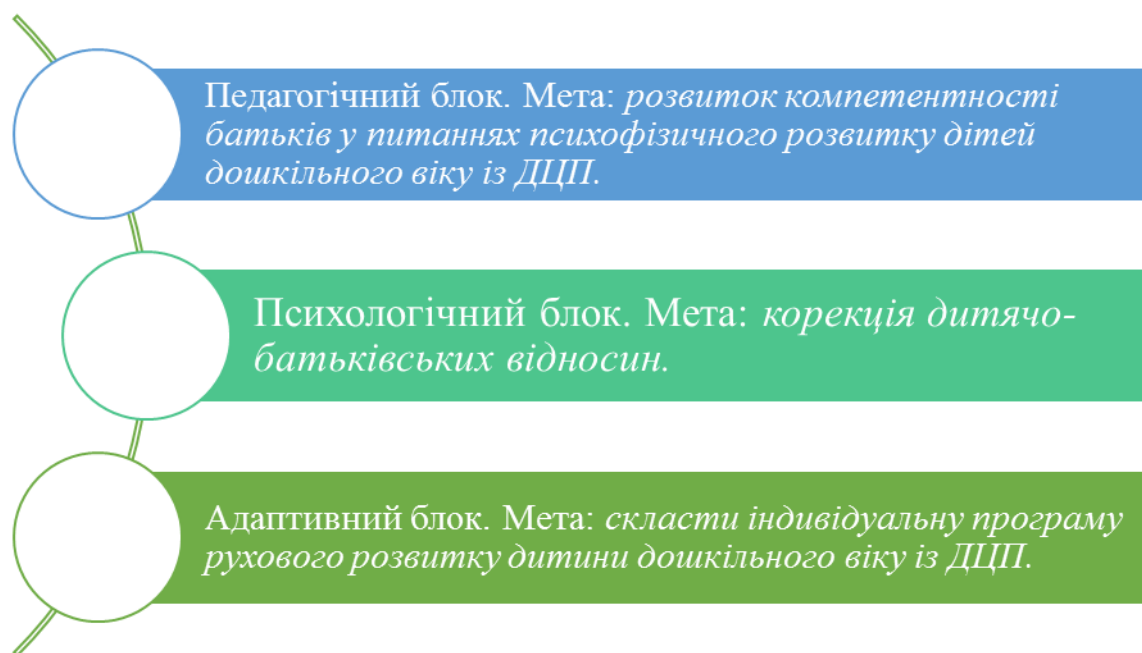 Педагогічний блок. Мета: розвиток компетентності
батьків у питаннях психофізичного розвитку дітей
дошкільного віку із ДЦП.
Психологічний блок. Мета: корекція дитячо-
батьківських відносин.
Адаптивний блок. Мета: скласти індивідуальну програму
рухового розвитку дитини дошкільного віку із ДЦП.